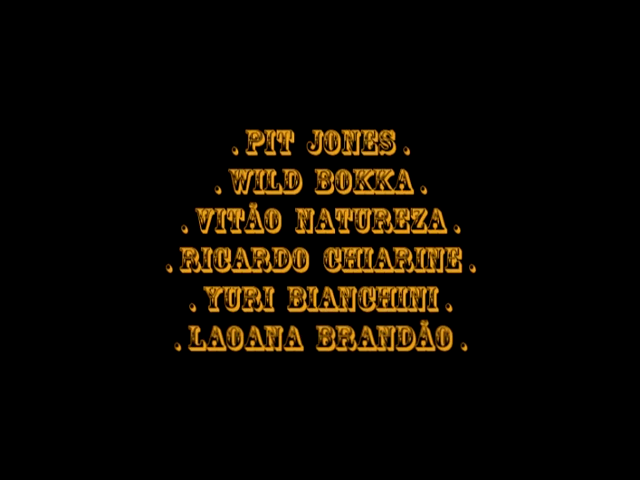 . PIT JONES .
. WILD BOKKA .
. VITÃO NATUREZA .
. RICARDO CHIARINE .
. YURI BIANCHINI .
. LAOANA BRANDÃO .